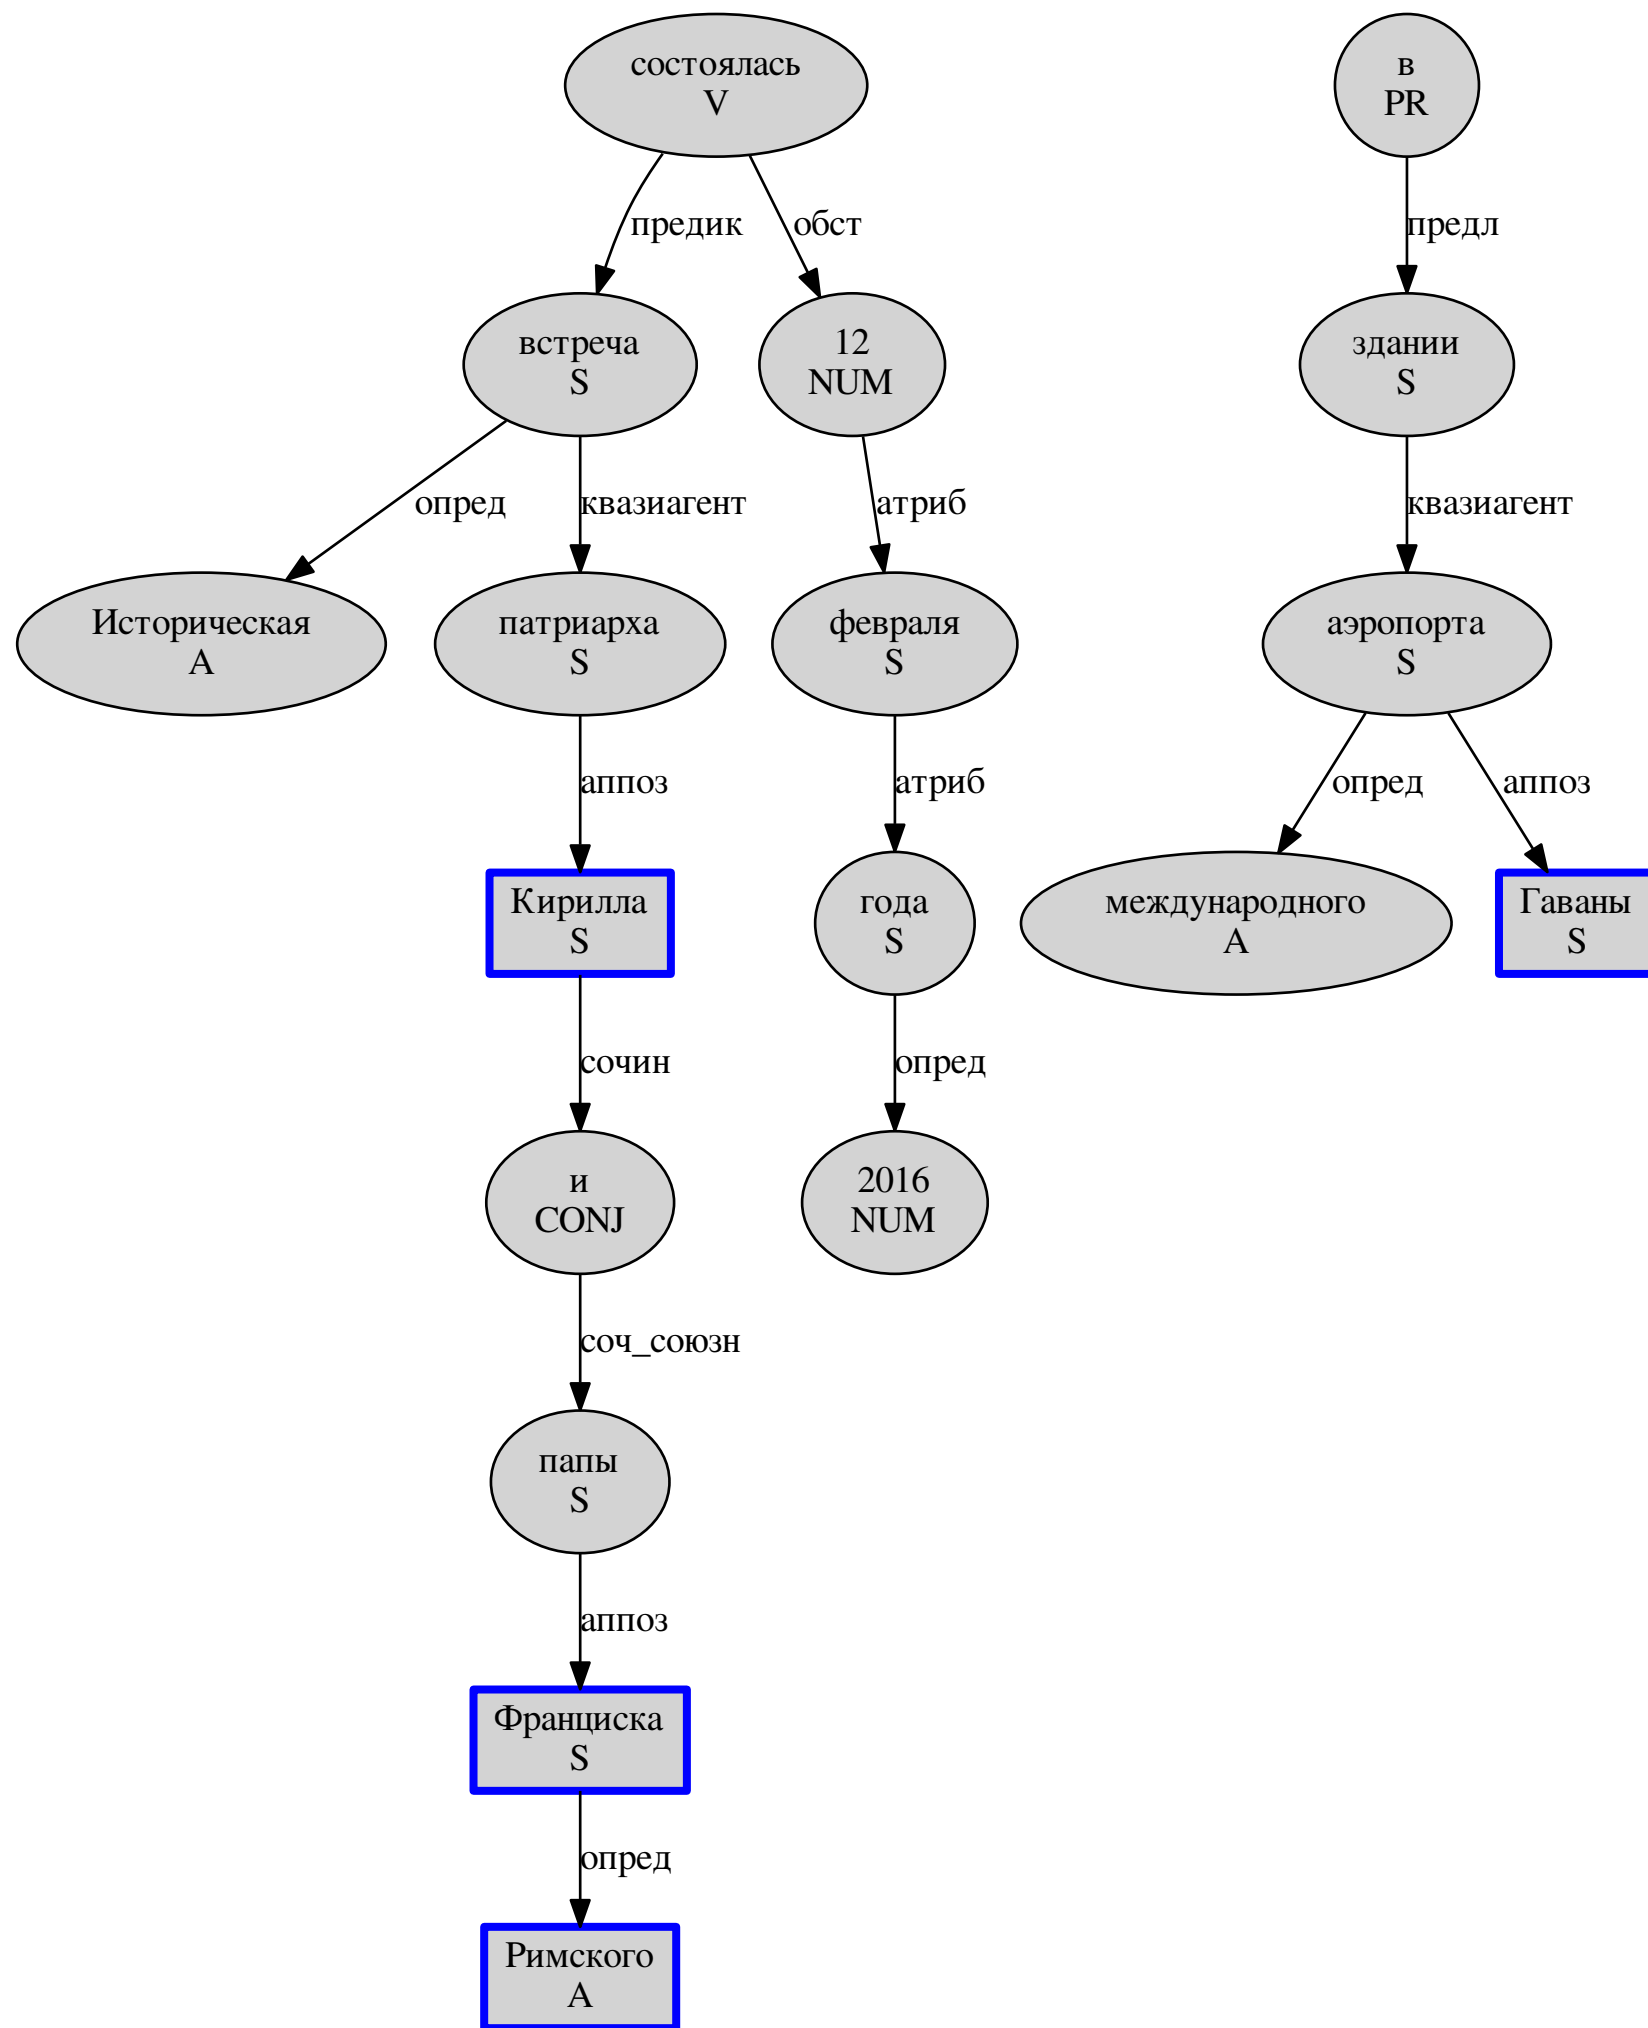 состоялась
V
в
PR
предик
обст
предл
встреча
S
12
NUM
здании
S
опред
квазиагент
атриб
квазиагент
Историческая
A
патриарха
S
февраля
S
аэропорта
S
аппоз
атриб
опред
аппоз
Кирилла
S
года
S
международного
A
Гаваны
S
сочин
опред
и
CONJ
2016
NUM
соч_союзн
папы
S
аппоз
Франциска
S
опред
Римского
A